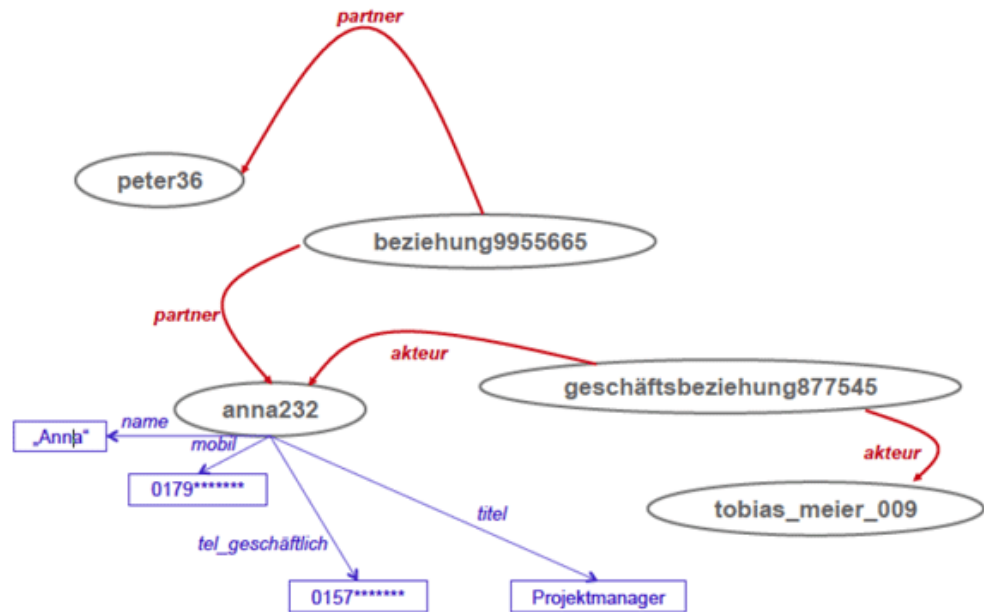 partner
peter36
beziehung9955665
partner
akteur
geschäftsbeziehung877545
anna232
name
„Anna“
mobil
akteur
0179*******
tobias_meier_009
titel
tel_geschäftlich
0157*******
Projektmanager